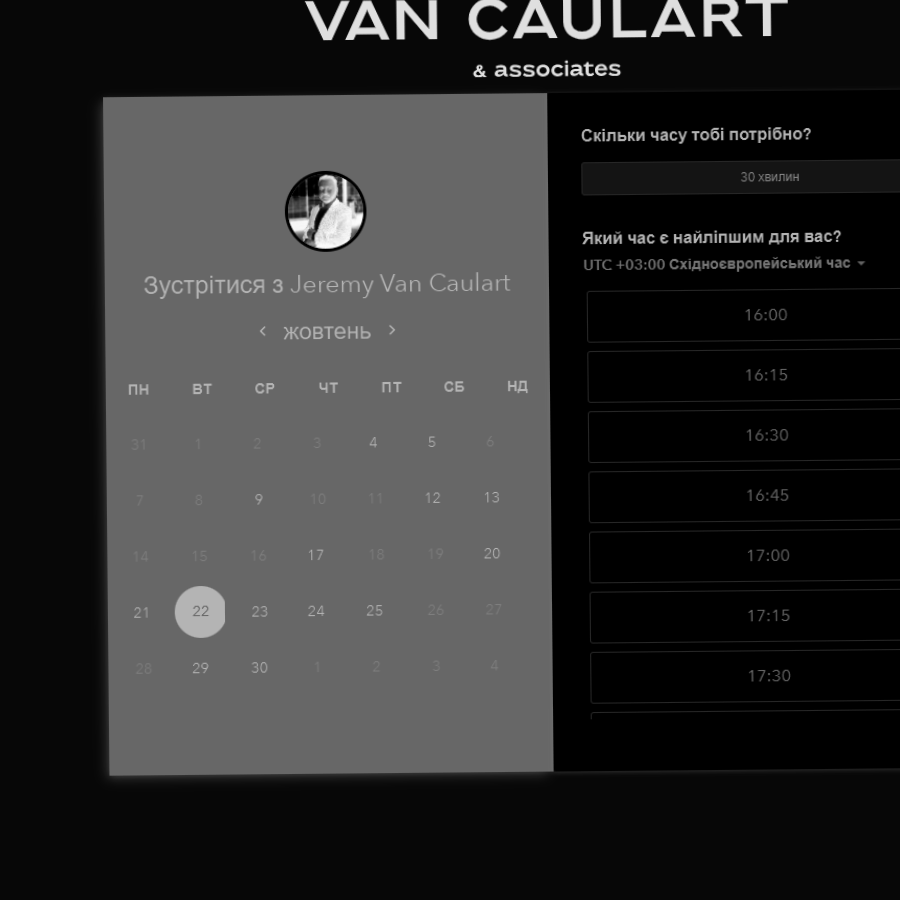 VAN CAULART
& associates
Зустрітися з Jeremy Van Caulart
жовтень
ПН ВТ СР ЧТ ПТ СБ НД
31 1 2 3 4 5 6
7 8 9 10 11 12 13
14 15 16 17 18 19 20
21 22 23 24 25 26 27
28 29 30 1 2 3 4
Скільки часу тобі потрібно?
30 хвилин
Який час є найліпшим для вас?
UTC +03:00 Східноєвропейський час
16:00
16:15
16:30
16:45
17:00
17:15
17:30